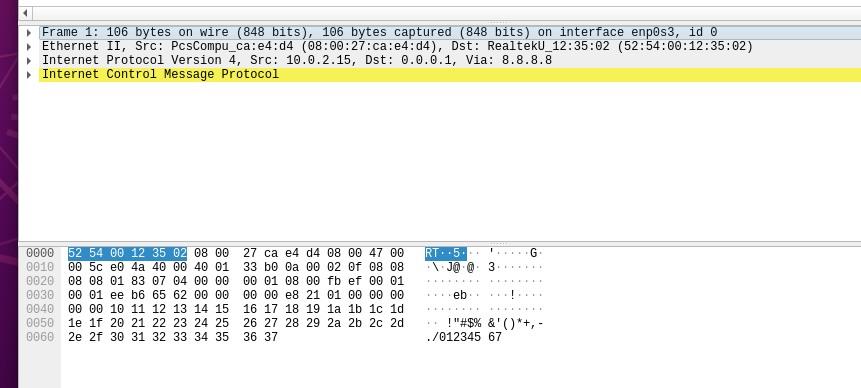 Frame 1: 106 bytes on wire (848 bits), 106 bytes captured (848 bits) on interface enp0s3, id 0
Ethernet II, Src: PcsCompu_ca:e4:d4 (08:00:27:ca:e4:d4), Dst: RealtekU_12:35:02 (52:54:00:12:35:02)
Internet Protocol Version 4, Src: 10.0.2.15, Dst: 0.0.0.1, Via: 8.8.8.8
Internet Control Message Protocol
0000 52 54 00 12 35 02 08 00 27 ca e4 d4 08 00 47 00 RT··5··· '·····G·
0010 00 5c e0 4a 40 00 40 01 33 b0 0a 00 02 0f 08 08 ·\·J@·@· 3·······
0020 08 08 01 83 07 04 00 00 00 01 08 00 fb ef 00 01 ········ ········
0030 00 01 ee b6 65 62 00 00 00 00 e8 21 01 00 00 00 ····eb·· ···!····
0040 00 00 10 11 12 13 14 15 16 17 18 19 1a 1b 1c 1d ········ ········
0050 1e 1f 20 21 22 23 24 25 26 27 28 29 2a 2b 2c 2d ·· !"#$% &'()*+,-
0060 2e 2f 30 31 32 33 34 35 36 37 ./012345 67